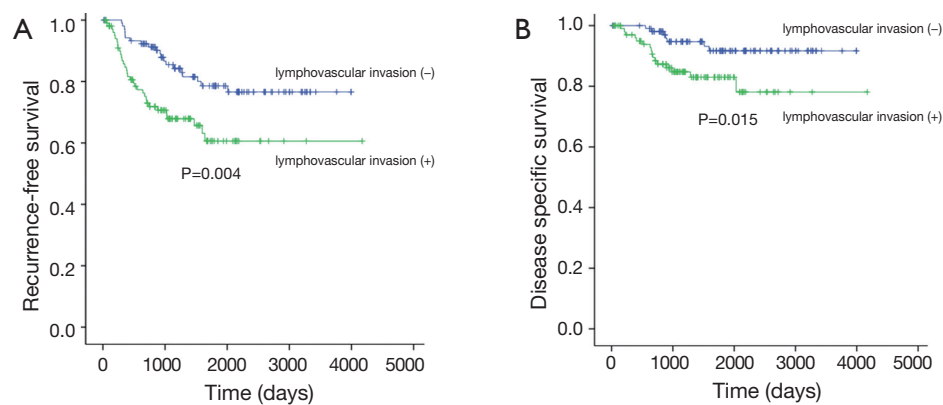 A
Recurrence-free survival
1.0
0.8
0.6
0.4
0.2
0.0
lymphovascular invasion (–)
lymphovascular invasion (+)
P=0.004
0 1000 2000 3000 4000 5000
Time (days)
B
Disease specific survival
1.0
0.8
0.6
0.4
0.2
0.0
lymphovascular invasion (–)
P=0.015
lymphovascular invasion (+)
0 1000 2000 3000 4000 5000
Time (days)